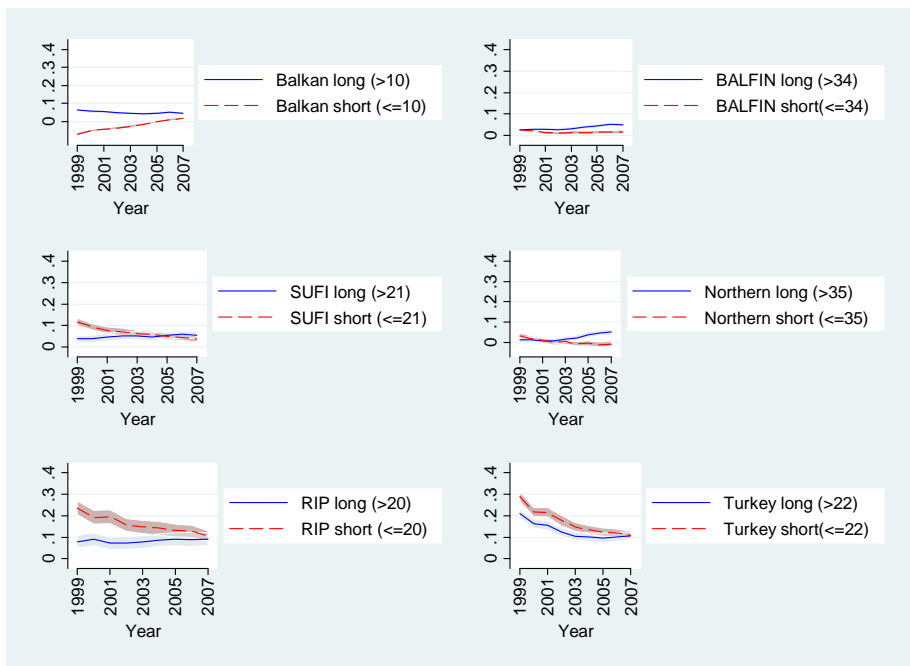 0 .1 .2 .3 .4
1999 2001 2003 2005 2007
Year
Balkan long (>10)
Balkan short (<=10)
0 .1 .2 .3 .4
1999 2001 2003 2005 2007
Year
BALFIN long (>34)
BALFIN short(<=34)
0 .1 .2 .3 .4
1999 2001 2003 2005 2007
Year
SUFI long (>21)
SUFI short (<=21)
0 .1 .2 .3 .4
1999 2001 2003 2005 2007
Year
Northern long (>35)
Northern short (<=35)
0 .1 .2 .3 .4
1999 2001 2003 2005 2007
Year
RIP long (>20)
RIP short (<=20)
0 .1 .2 .3 .4
1999 2001 2003 2005 2007
Year
Turkey long (>22)
Turkey short(<=22)